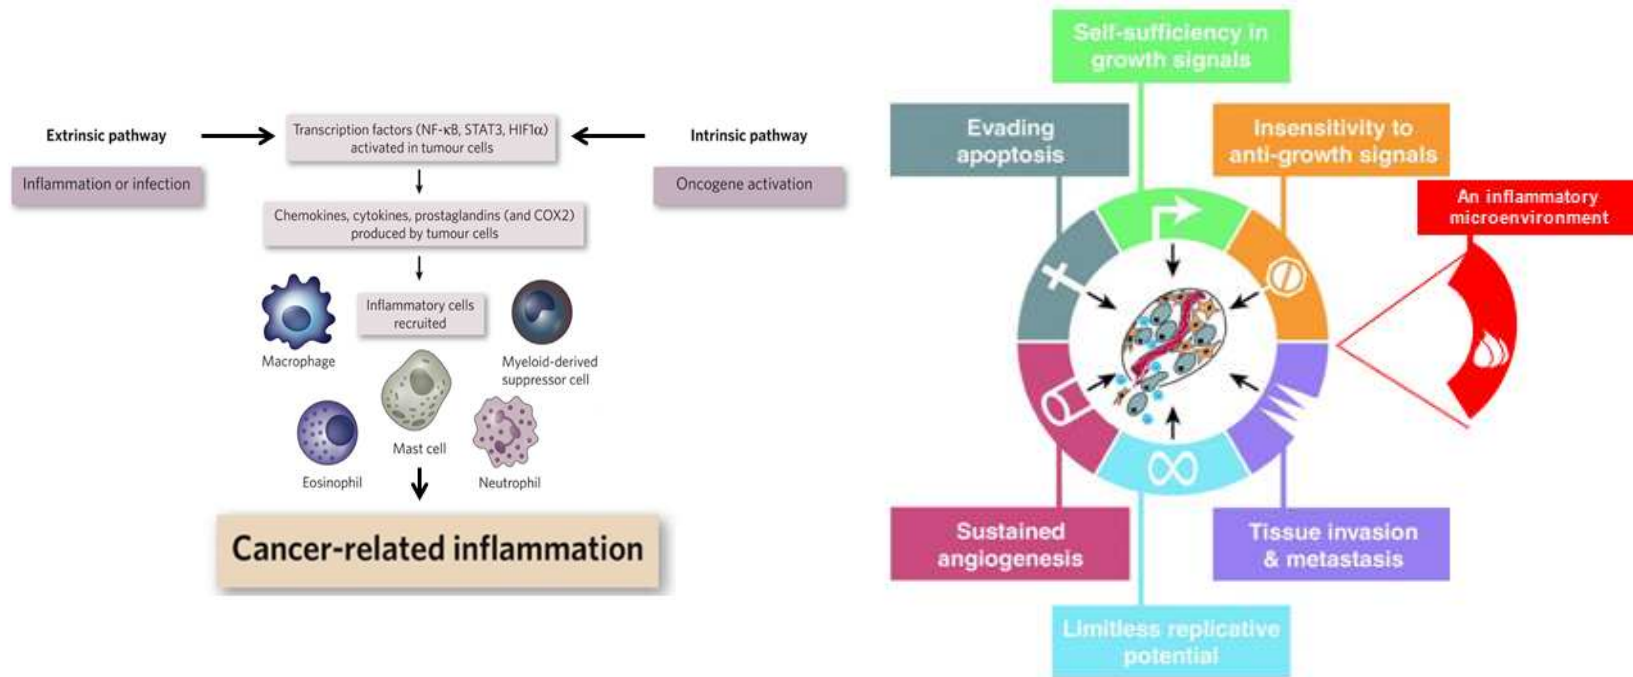 Extrinsic pathway
Inflammation or infection
Transcription factors (NF-κB, STAT3, HIF1α)
activated in tumour cells
Intrinsic pathway
Oncogene activation
Chemokines, cytokines, prostaglandins (and COX2)
produced by tumour cells
Inflammatory cells
recruited
Macrophage
Myeloid-derived
suppressor cell
Mast cell
Eosinophil
Neutrophil
Cancer-related inflammation
Self-sufficiency in
growth signals
Evading
apoptosis
Insensitivity to
anti-growth signals
An inflammatory
microenvironment
Sustained
angiogenesis
Tissue invasion
& metastasis
Limitless replicative
potential